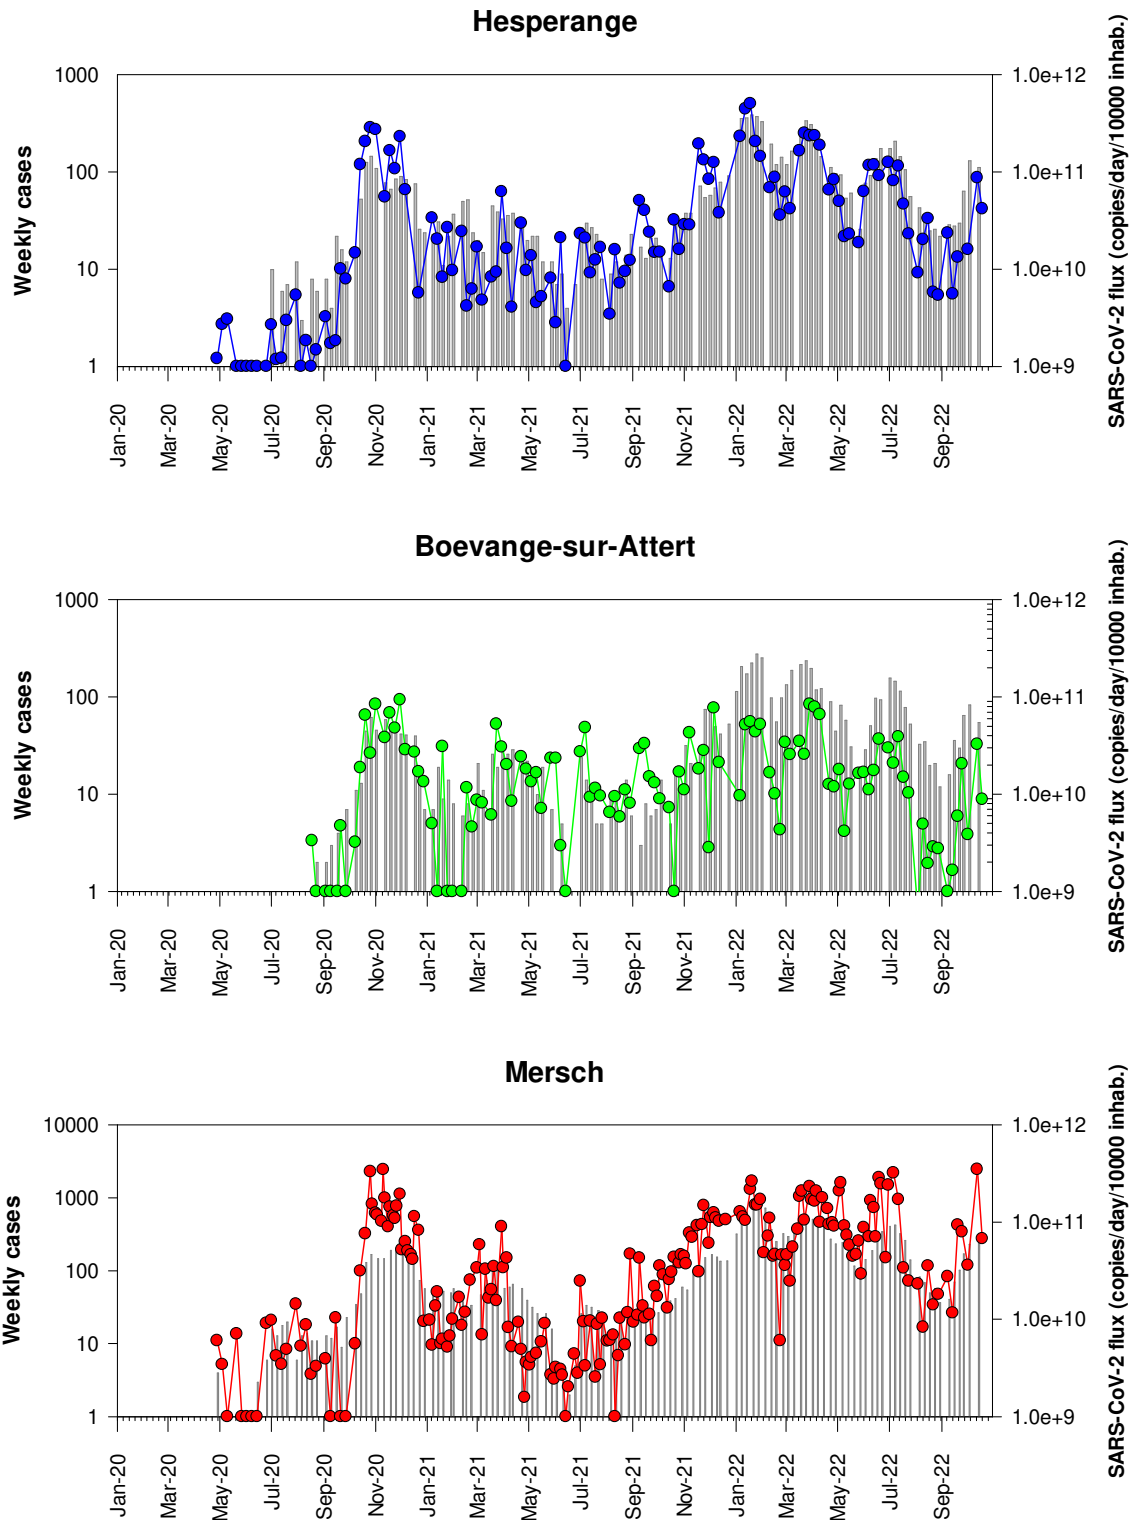 Hesperange
Weekly cases
SARS-CoV-2 flux (copies/day/10000 inhab.)
1000
100
10
1
1.0e+12
1.0e+11
1.0e+10
1.0e+9
Jan-20
Mar-20
May-20
Jul-20
Sep-20
Nov-20
Jan-21
Mar-21
May-21
Jul-21
Sep-21
Nov-21
Jan-22
Mar-22
May-22
Jul-22
Sep-22
Boevange-sur-Attert
Weekly cases
SARS-CoV-2 flux (copies/day/10000 inhab.)
1000
100
10
1
1.0e+12
1.0e+11
1.0e+10
1.0e+9
Jan-20
Mar-20
May-20
Jul-20
Sep-20
Nov-20
Jan-21
Mar-21
May-21
Jul-21
Sep-21
Nov-21
Jan-22
Mar-22
May-22
Jul-22
Sep-22
Mersch
Weekly cases
SARS-CoV-2 flux (copies/day/10000 inhab.)
10000
1000
100
10
1
1.0e+12
1.0e+11
1.0e+10
1.0e+9
Jan-20
Mar-20
May-20
Jul-20
Sep-20
Nov-20
Jan-21
Mar-21
May-21
Jul-21
Sep-21
Nov-21
Jan-22
Mar-22
May-22
Jul-22
Sep-22